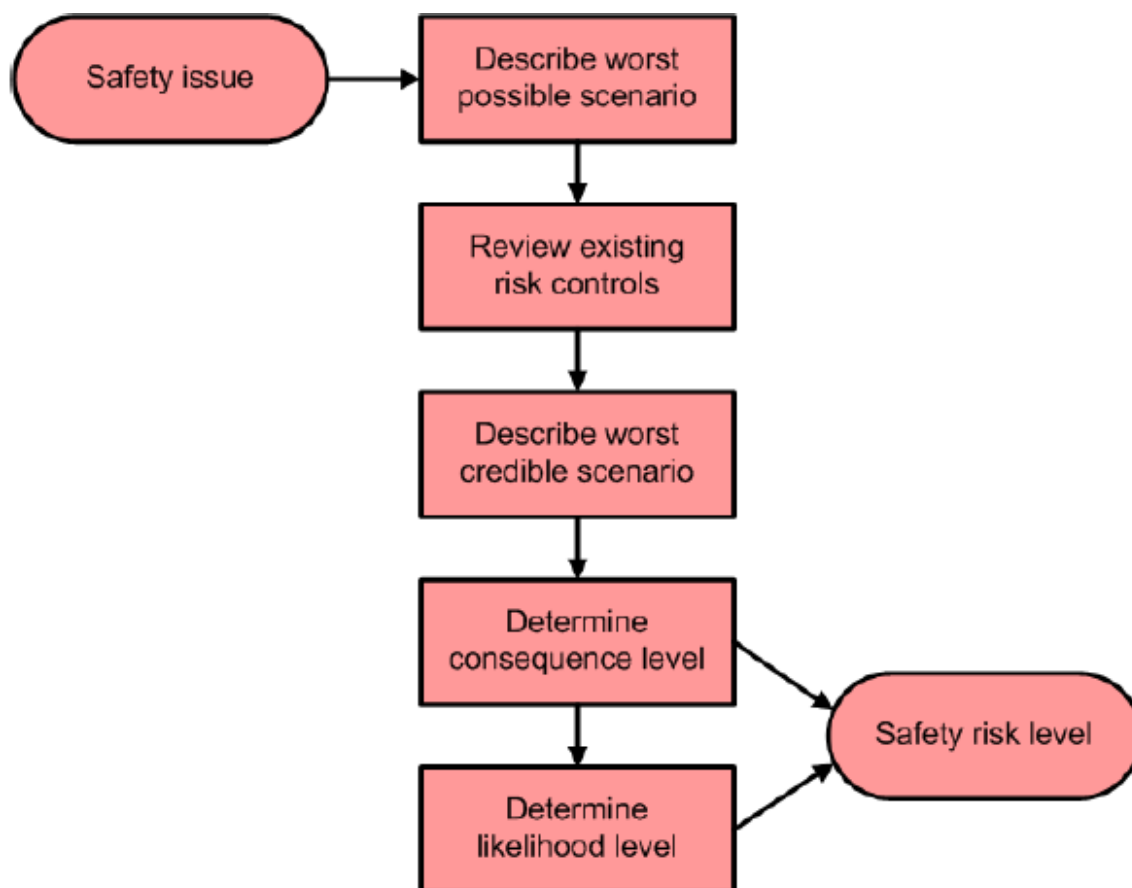 Safety issue
Describe worst
possible scenario
Review existing
risk controls
Describe worst
credible scenario
Determine
consequence level
Safety risk level
Determine
likelihood level